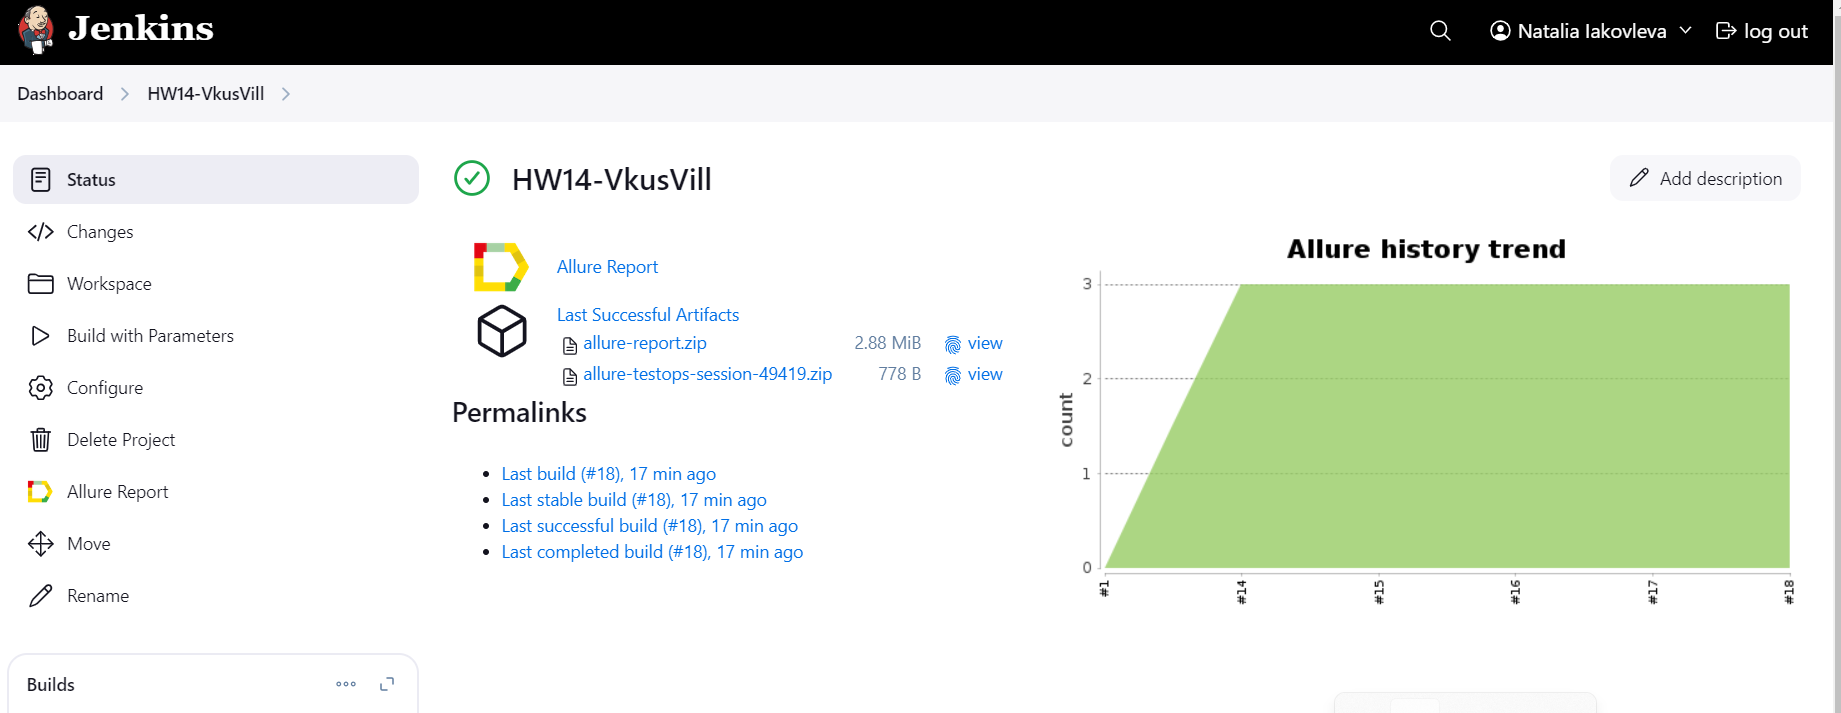 Jenkins
Natalia Iakovleva
log out
Dashboard
HW14-VkusVill
Status
Changes
Workspace
Build with Parameters
Configure
Delete Project
Allure Report
Move
Rename
Builds
HW14-VkusVill
Add description
Allure Report
Last Successful Artifacts
allure-report.zip 2.88 MiB view
allure-testops-session-49419.zip 778 B view
Permalinks
Last build (#18), 17 min ago
Last stable build (#18), 17 min ago
Last successful build (#18), 17 min ago
Last completed build (#18), 17 min ago
Allure history trend
count
3
2
1
0
#1
#14
#15
#16
#17
#18